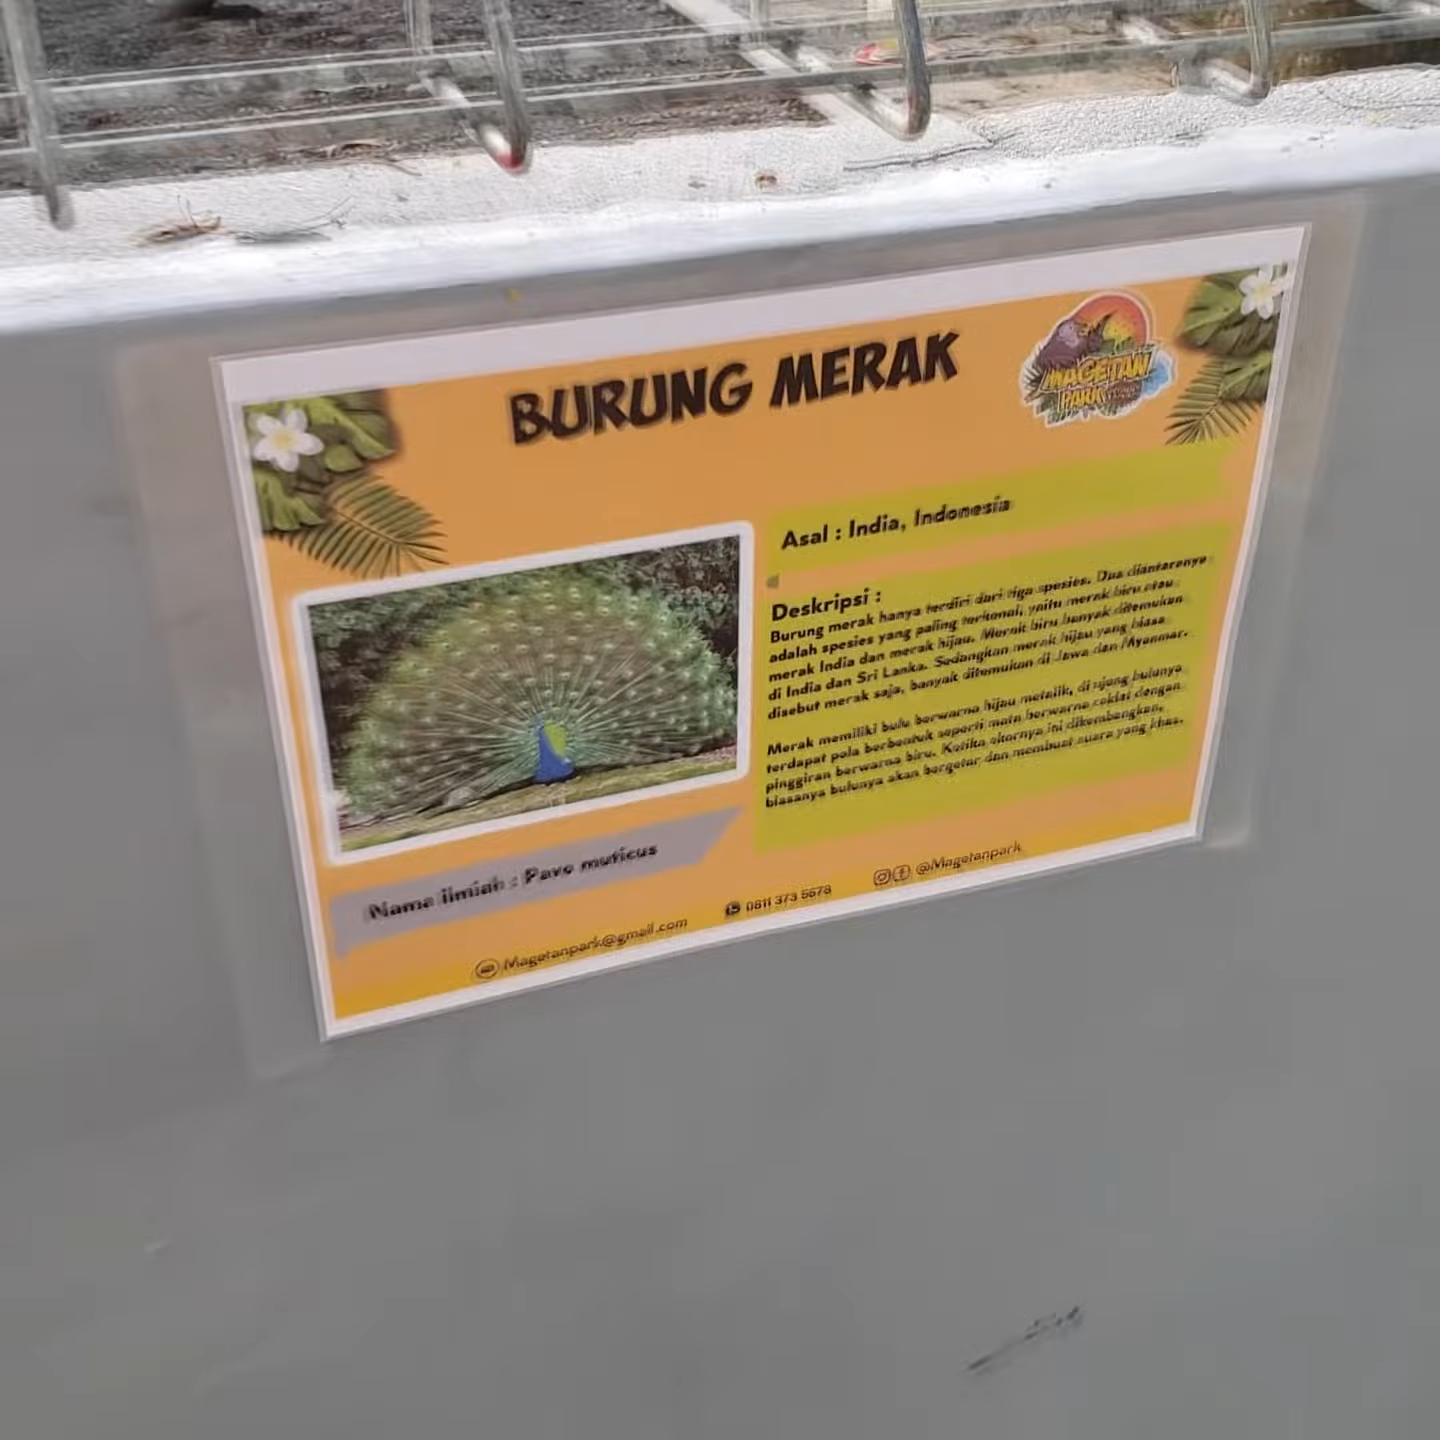 BURUNG MERAK
MAGETAN
PARK
Asal : India, Indonesia
Deskripsi :
Burung merak hanya terdiri dari tiga spesies. Dua diantaranya
adalah spesies yang paling terkenal, yaitu merak biru atau
merak India dan merak hijau. Merak biru banyak ditemukan
di India dan Sri Lanka. Sedangkan merak hijau yang biasa
disebut merak saja, banyak ditemukan di Jawa dan Myanmar.
Merak memiliki bulu berwarna hijau metalik, di ujung bulunya
terdapat pola berbentuk seperti mata berwarna coklat dengan
pinggiran berwarna biru. Ketika ekornya ini dikembangkan,
biasanya bulunya akan bergetar dan membuat suara yang khas.
Nama ilmiah : Pavo muticus
Magetanpark@gmail.com
0811 373 5678
@Magetanpark